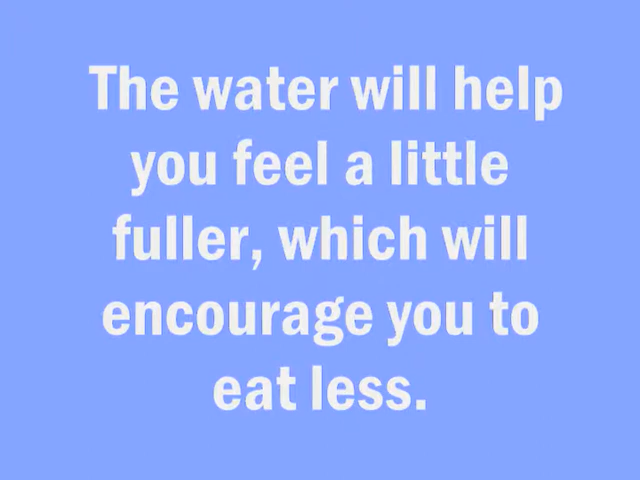 The water will help
you feel a little
fuller, which will
encourage you to
eat less.